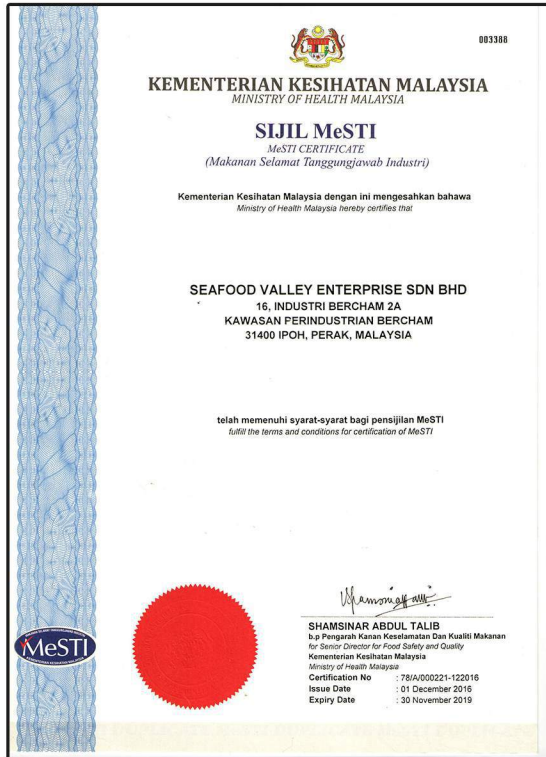 003388
KEMENTERIAN KESIHATAN MALAYSIA
MINISTRY OF HEALTH MALAYSIA
SIJIL MeSTI
MeSTI CERTIFICATE
(Makanan Selamat Tanggungjawab Industri)
Kementerian Kesihatan Malaysia dengan ini mengesahkan bahawa
Ministry of Health Malaysia hereby certifies that
SEAFOOD VALLEY ENTERPRISE SDN BHD
16, INDUSTRI BERCHAM 2A
KAWASAN PERINDUSTRIAN BERCHAM
31400 IPOH, PERAK, MALAYSIA
telah memenuhi syarat-syarat bagi pensijilan MeSTI
fulfill the terms and conditions for certification of MeSTI
SHAMSINAR ABDUL TALIB
b.p Pengarah Kanan Keselamatan Dan Kualiti Makanan
for Senior Director for Food Safety and Quality
Kementerian Kesihatan Malaysia
Ministry of Health Malaysia
Certification No : 78/A/000221-122016
Issue Date : 01 December 2016
Expiry Date : 30 November 2019
MeSTI